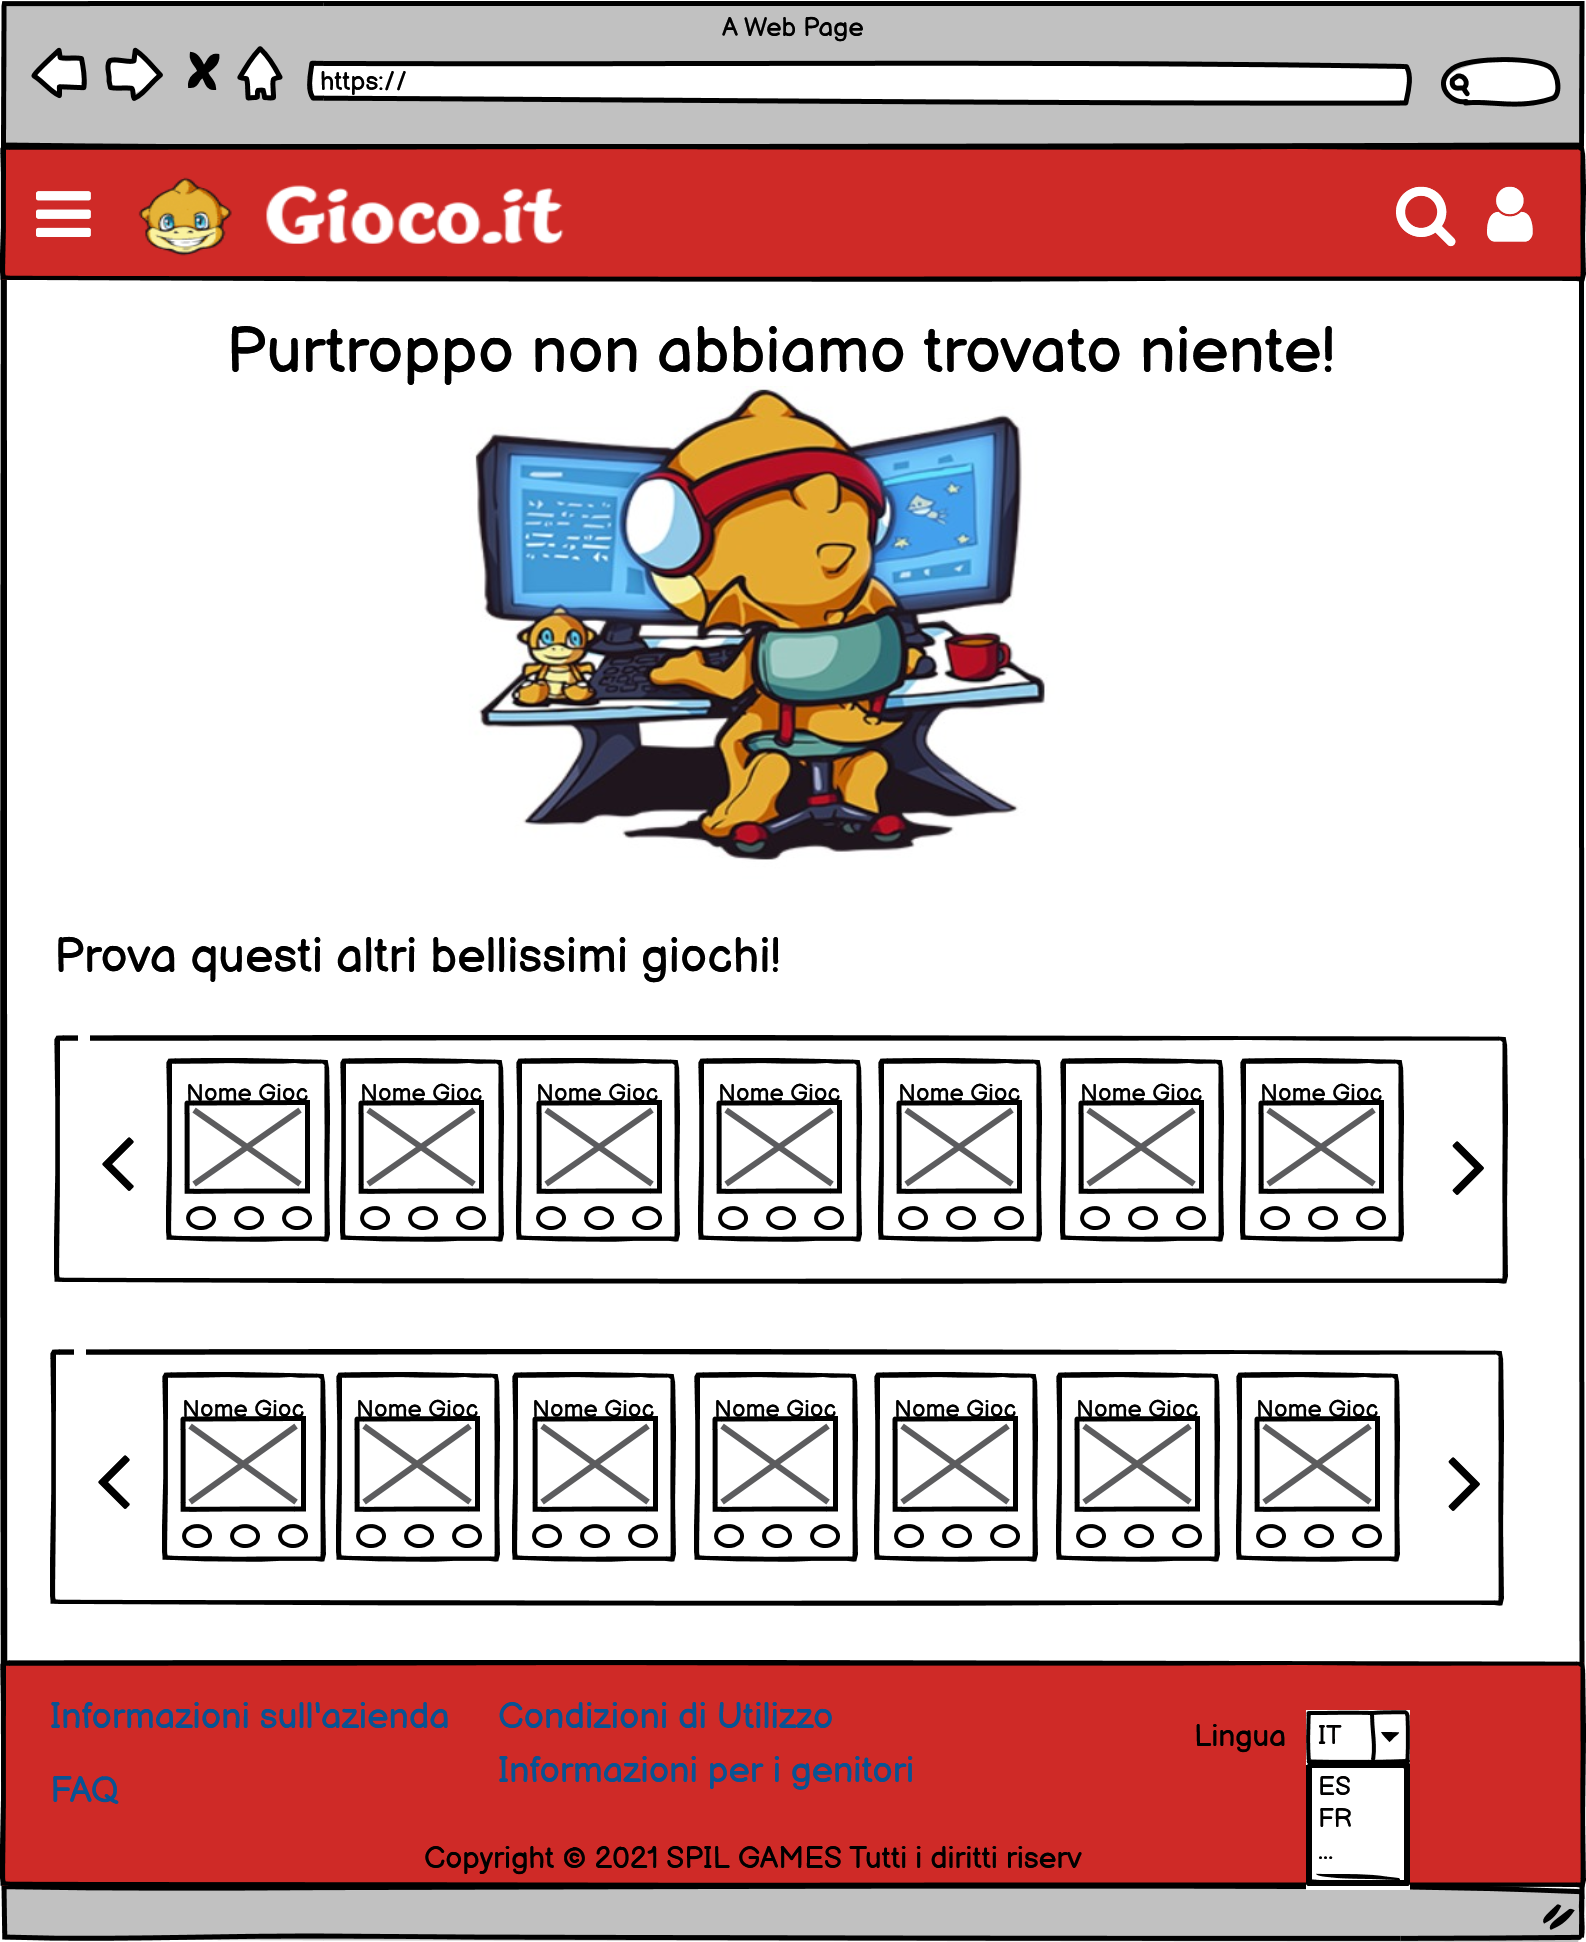 A Web Page
https://
Gioco.it
Purtroppo non abbiamo trovato niente!
Prova questi altri bellissimi giochi!
Nome Gioc Nome Gioc Nome Gioc Nome Gioc Nome Gioc Nome Gioc Nome Gioc
Nome Gioc Nome Gioc Nome Gioc Nome Gioc Nome Gioc Nome Gioc Nome Gioc
Informazioni sull'azienda Condizioni di Utilizzo
Lingua IT
Informazioni per i genitori
FAQ
ES
FR
...
Copyright © 2021 SPIL GAMES Tutti i diritti riserv